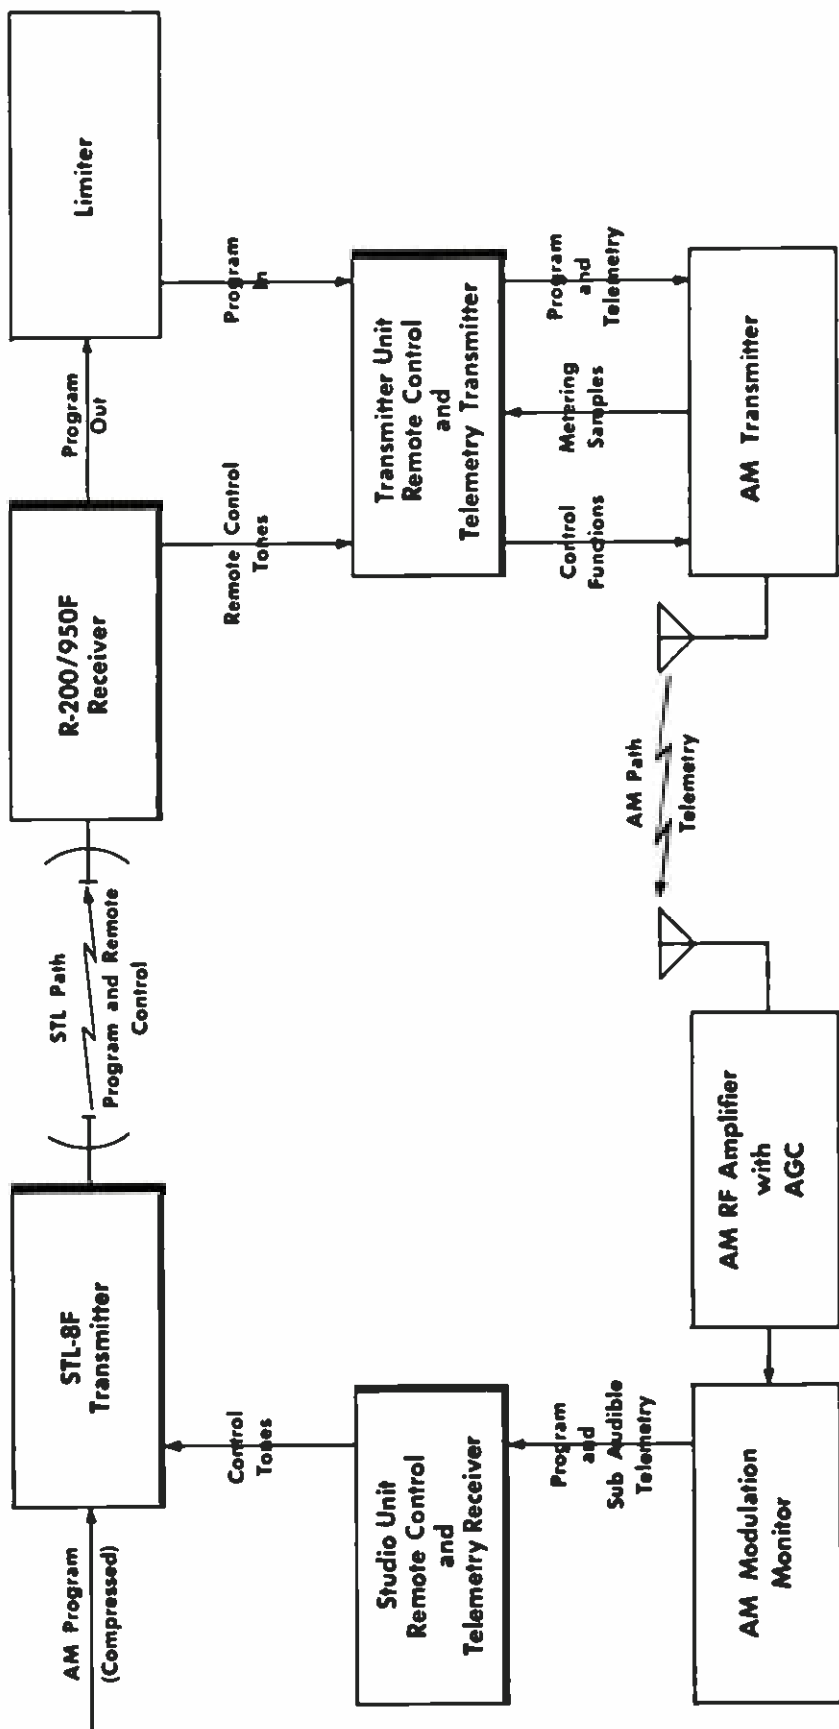 AM Program
(Compressed)
STL-8F
Transmitter
STL Path
Program and Remote
Control
R-200/950F
Receiver
Program
Out
Limiter
Control
Tones
Remote Control
Tones
Program
In
Studio Unit
Remote Control
and
Telemetry Receiver
Transmitter Unit
Remote Control
and
Telemetry Transmitter
Program
and
Sub Audible
Telemetry
Control
Functions
Metering
Samples
Program
and
Telemetry
AM Modulation
Monitor
AM RF Amplifier
with
AGC
AM Path
Telemetry
AM Transmitter